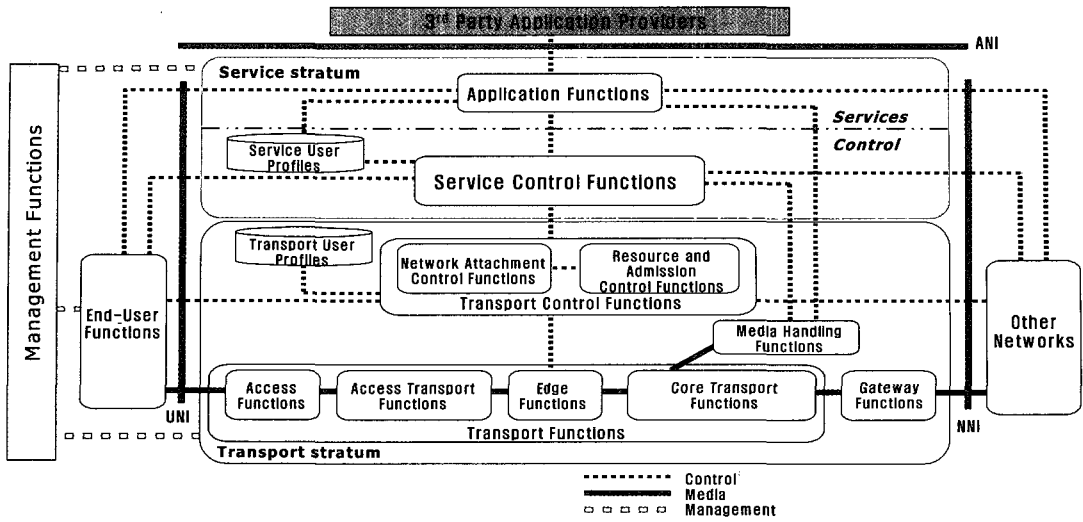 3rd Party Application Providers
ANI
Service stratum
Application Functions
Services
Control
Service User
Profiles
Service Control Functions
Management Functions
Transport User
Profiles
Network Attachment
Control Functions
Resource and
Admission
Control Functions
Transport Control Functions
End-User
Functions
Other
Networks
Media Handling
Functions
Access
Functions
Access Transport
Functions
Edge
Functions
Core Transport
Functions
Gateway
Functions
UNI
NNI
Transport Functions
Transport stratum
Control
Media
Management